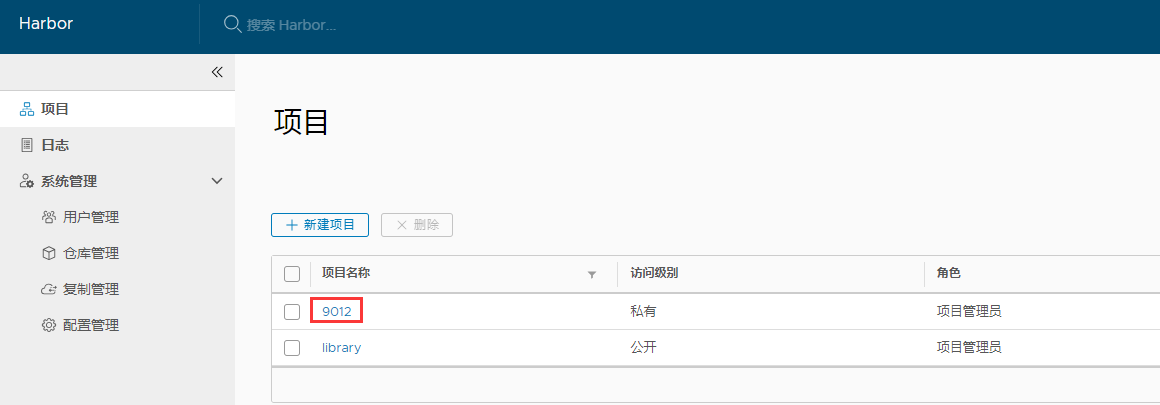 Harbor
搜索 Harbor...
项目
日志
系统管理
用户管理
仓库管理
复制管理
配置管理
项目
新建项目 删除
项目名称 访问级别 角色
9012 私有 项目管理员
library 公开 项目管理员